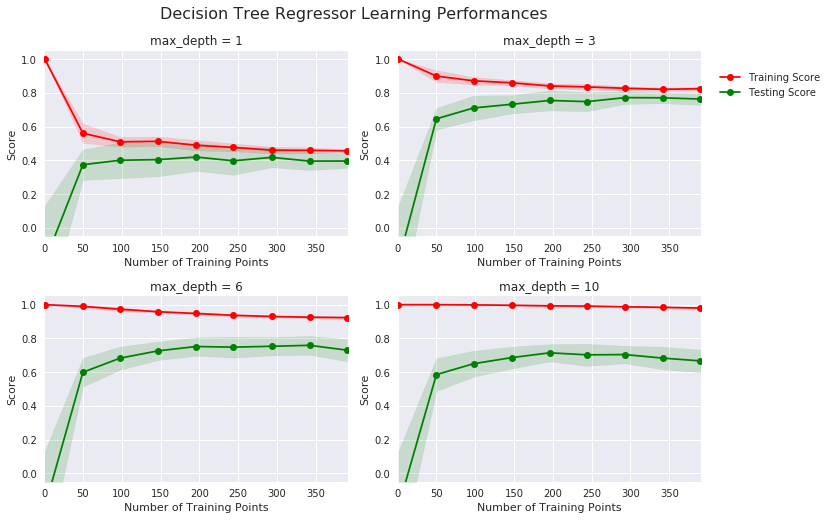 Decision Tree Regressor Learning Performances
max_depth = 1
1.0
0.8
0.6
0.4
0.2
0.0
Score
0 50 100 150 200 250 300 350
Number of Training Points
max_depth = 3
1.0
0.8
0.6
0.4
0.2
0.0
Score
0 50 100 150 200 250 300 350
Number of Training Points
Training Score
Testing Score
max_depth = 6
1.0
0.8
0.6
0.4
0.2
0.0
Score
0 50 100 150 200 250 300 350
Number of Training Points
max_depth = 10
1.0
0.8
0.6
0.4
0.2
0.0
Score
0 50 100 150 200 250 300 350
Number of Training Points